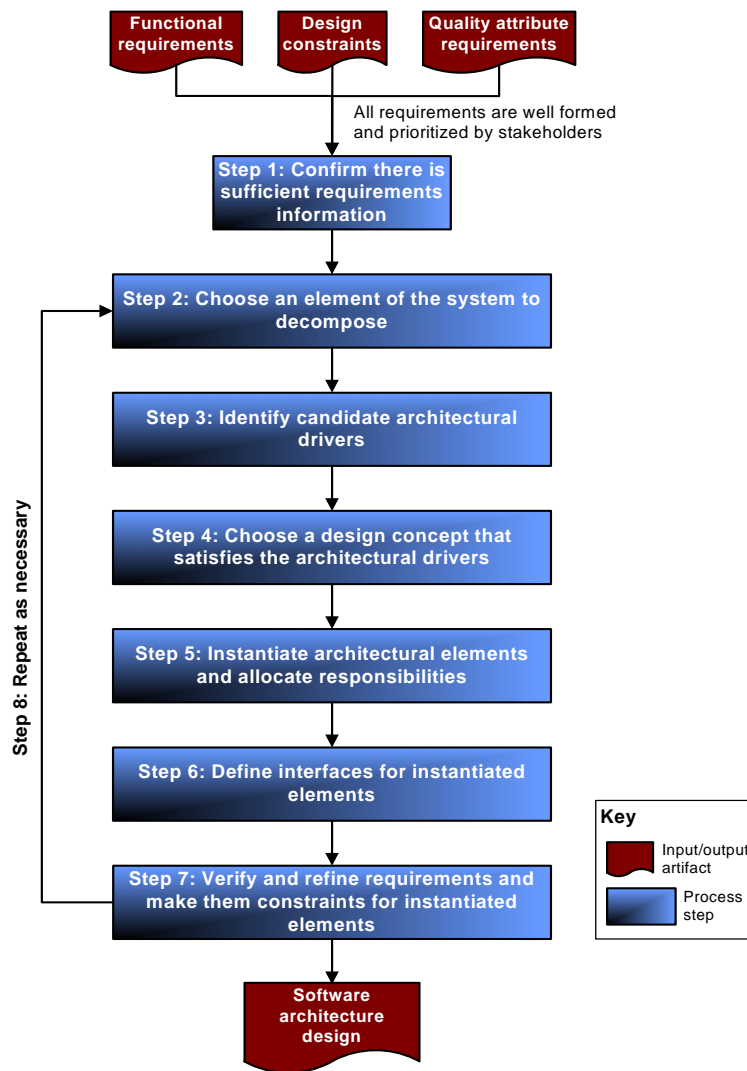 Functional
requirements
Design
constraints
Quality attribute
requirements
All requirements are well formed
and prioritized by stakeholders
Step 1: Confirm there is
sufficient requirements
information
Step 2: Choose an element of the system to
decompose
Step 3: Identify candidate architectural
drivers
Step 4: Choose a design concept that
satisfies the architectural drivers
Step 5: Instantiate architectural elements
and allocate responsibilities
Step 6: Define interfaces for instantiated
elements
Step 7: Verify and refine requirements and
make them constraints for instantiated
elements
Step 8: Repeat as necessary
Software
architecture
design
Key
Input/output
artifact
Process
step